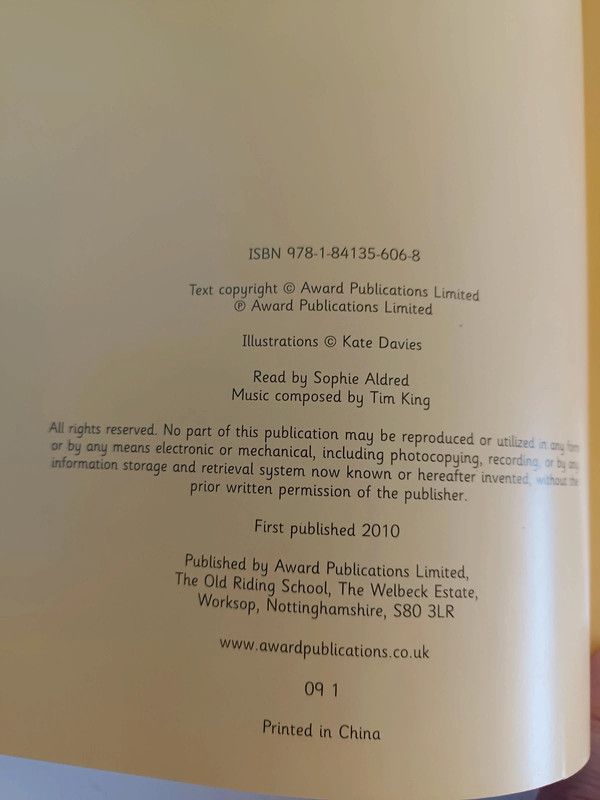 ISBN 978-1-84135-606-8
Text copyright © Award Publications Limited
℗ Award Publications Limited
Illustrations © Kate Davies
Read by Sophie Aldred
Music composed by Tim King
All rights reserved. No part of this publication may be reproduced or utilized in any form
or by any means electronic or mechanical, including photocopying, recording, or by any
information storage and retrieval system now known or hereafter invented, without the
prior written permission of the publisher.
First published 2010
Published by Award Publications Limited,
The Old Riding School, The Welbeck Estate,
Worksop, Nottinghamshire, S80 3LR
www.awardpublications.co.uk
09 1
Printed in China